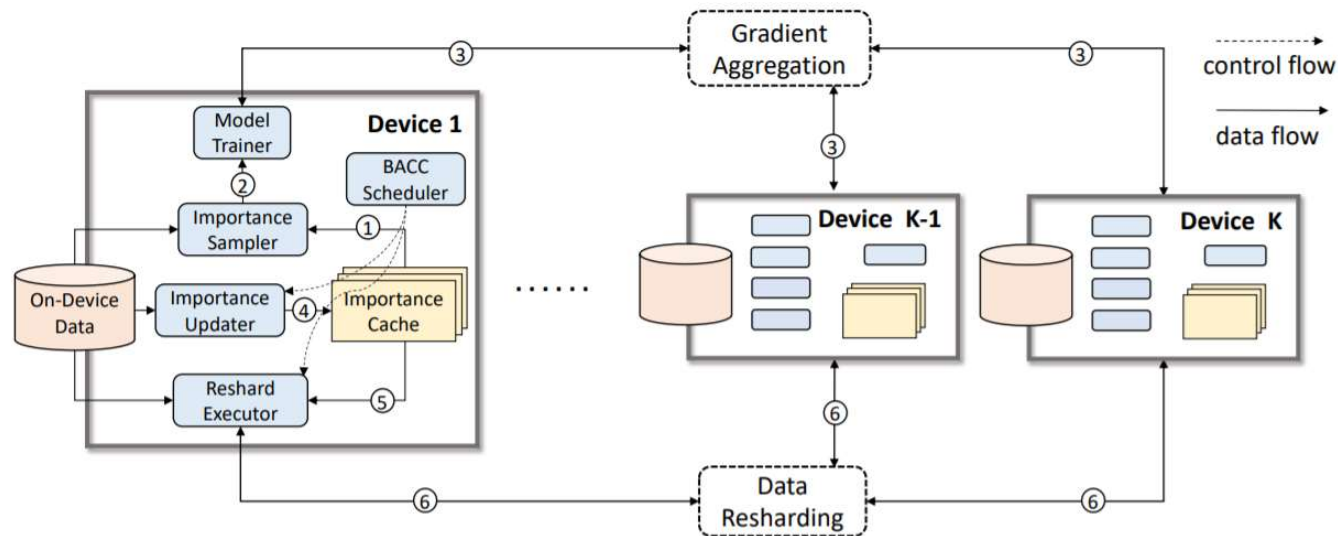 Gradient
Aggregation
③
③
control flow
data flow
Model
Trainer
Device 1
③
②
BACC
Scheduler
Importance
Sampler
①
Device K-1
Device K
On-Device
Data
Importance
Updater
④
Importance
Cache
......
Reshard
Executor
⑤
⑥
⑥
Data
Resharding
⑥